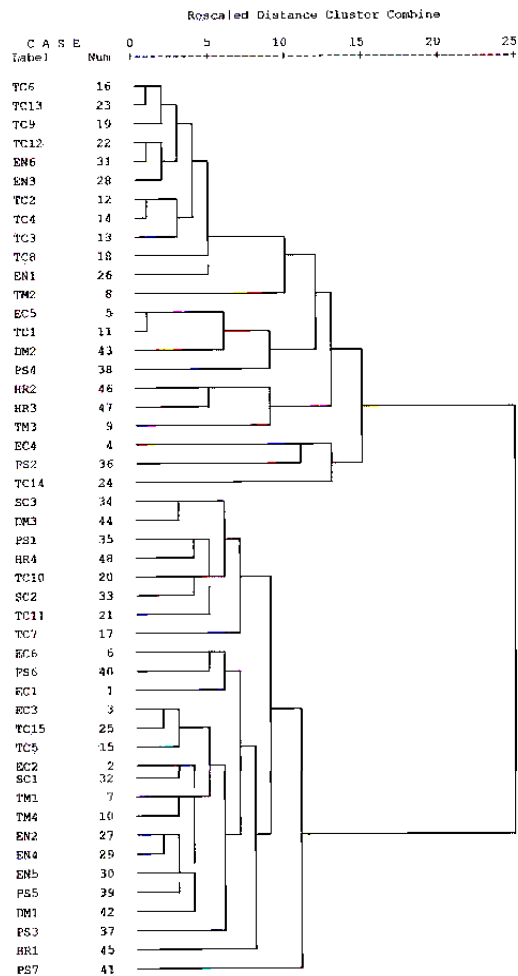 Rescaled Distance Cluster Combine
C A S E 0 5 10 15 20 25
Label Num
TC6 16
TC13 23
TC9 19
TC12 22
EN6 31
EN3 28
TC2 12
TC4 14
TC3 13
TC8 18
EN1 26
TM2 8
EC5 5
TC1 11
DM2 43
PS4 38
HR2 46
HR3 47
TM3 9
EC4 4
PS2 36
TC14 24
SC3 34
DM3 44
PS1 35
HR4 48
TC10 20
SC2 33
TC11 21
TC7 17
EC6 6
PS6 40
EC1 1
EC3 3
TC15 25
TC5 15
EC2 2
SC1 32
TM1 7
TM4 10
EN2 27
EN4 29
EN5 30
PS5 39
DM1 42
PS3 37
HR1 45
PS7 41